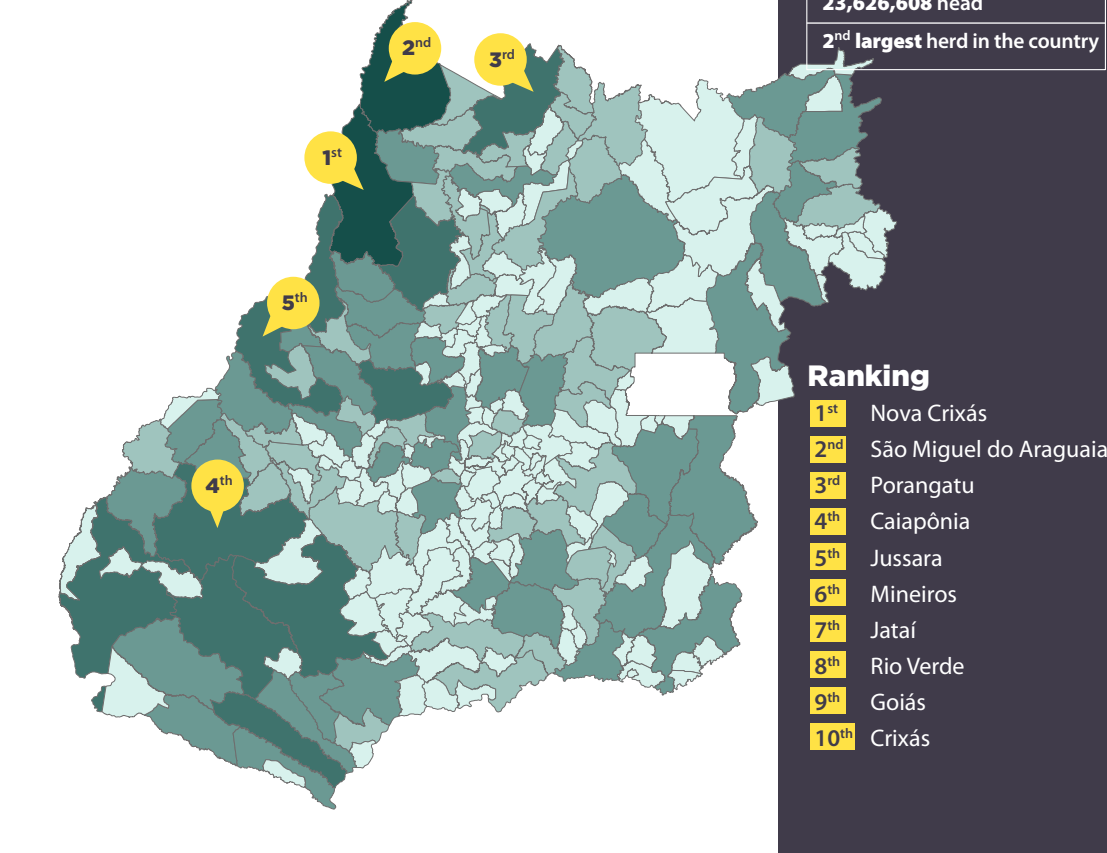 23,626,608 head
2nd largest herd in the country
2nd
3rd
1st
5th
4th
Ranking
1st Nova Crixás
2nd São Miguel do Araguaia
3rd Porangatu
4th Caiapônia
5th Jussara
6th Mineiros
7th Jataí
8th Rio Verde
9th Goiás
10th Crixás